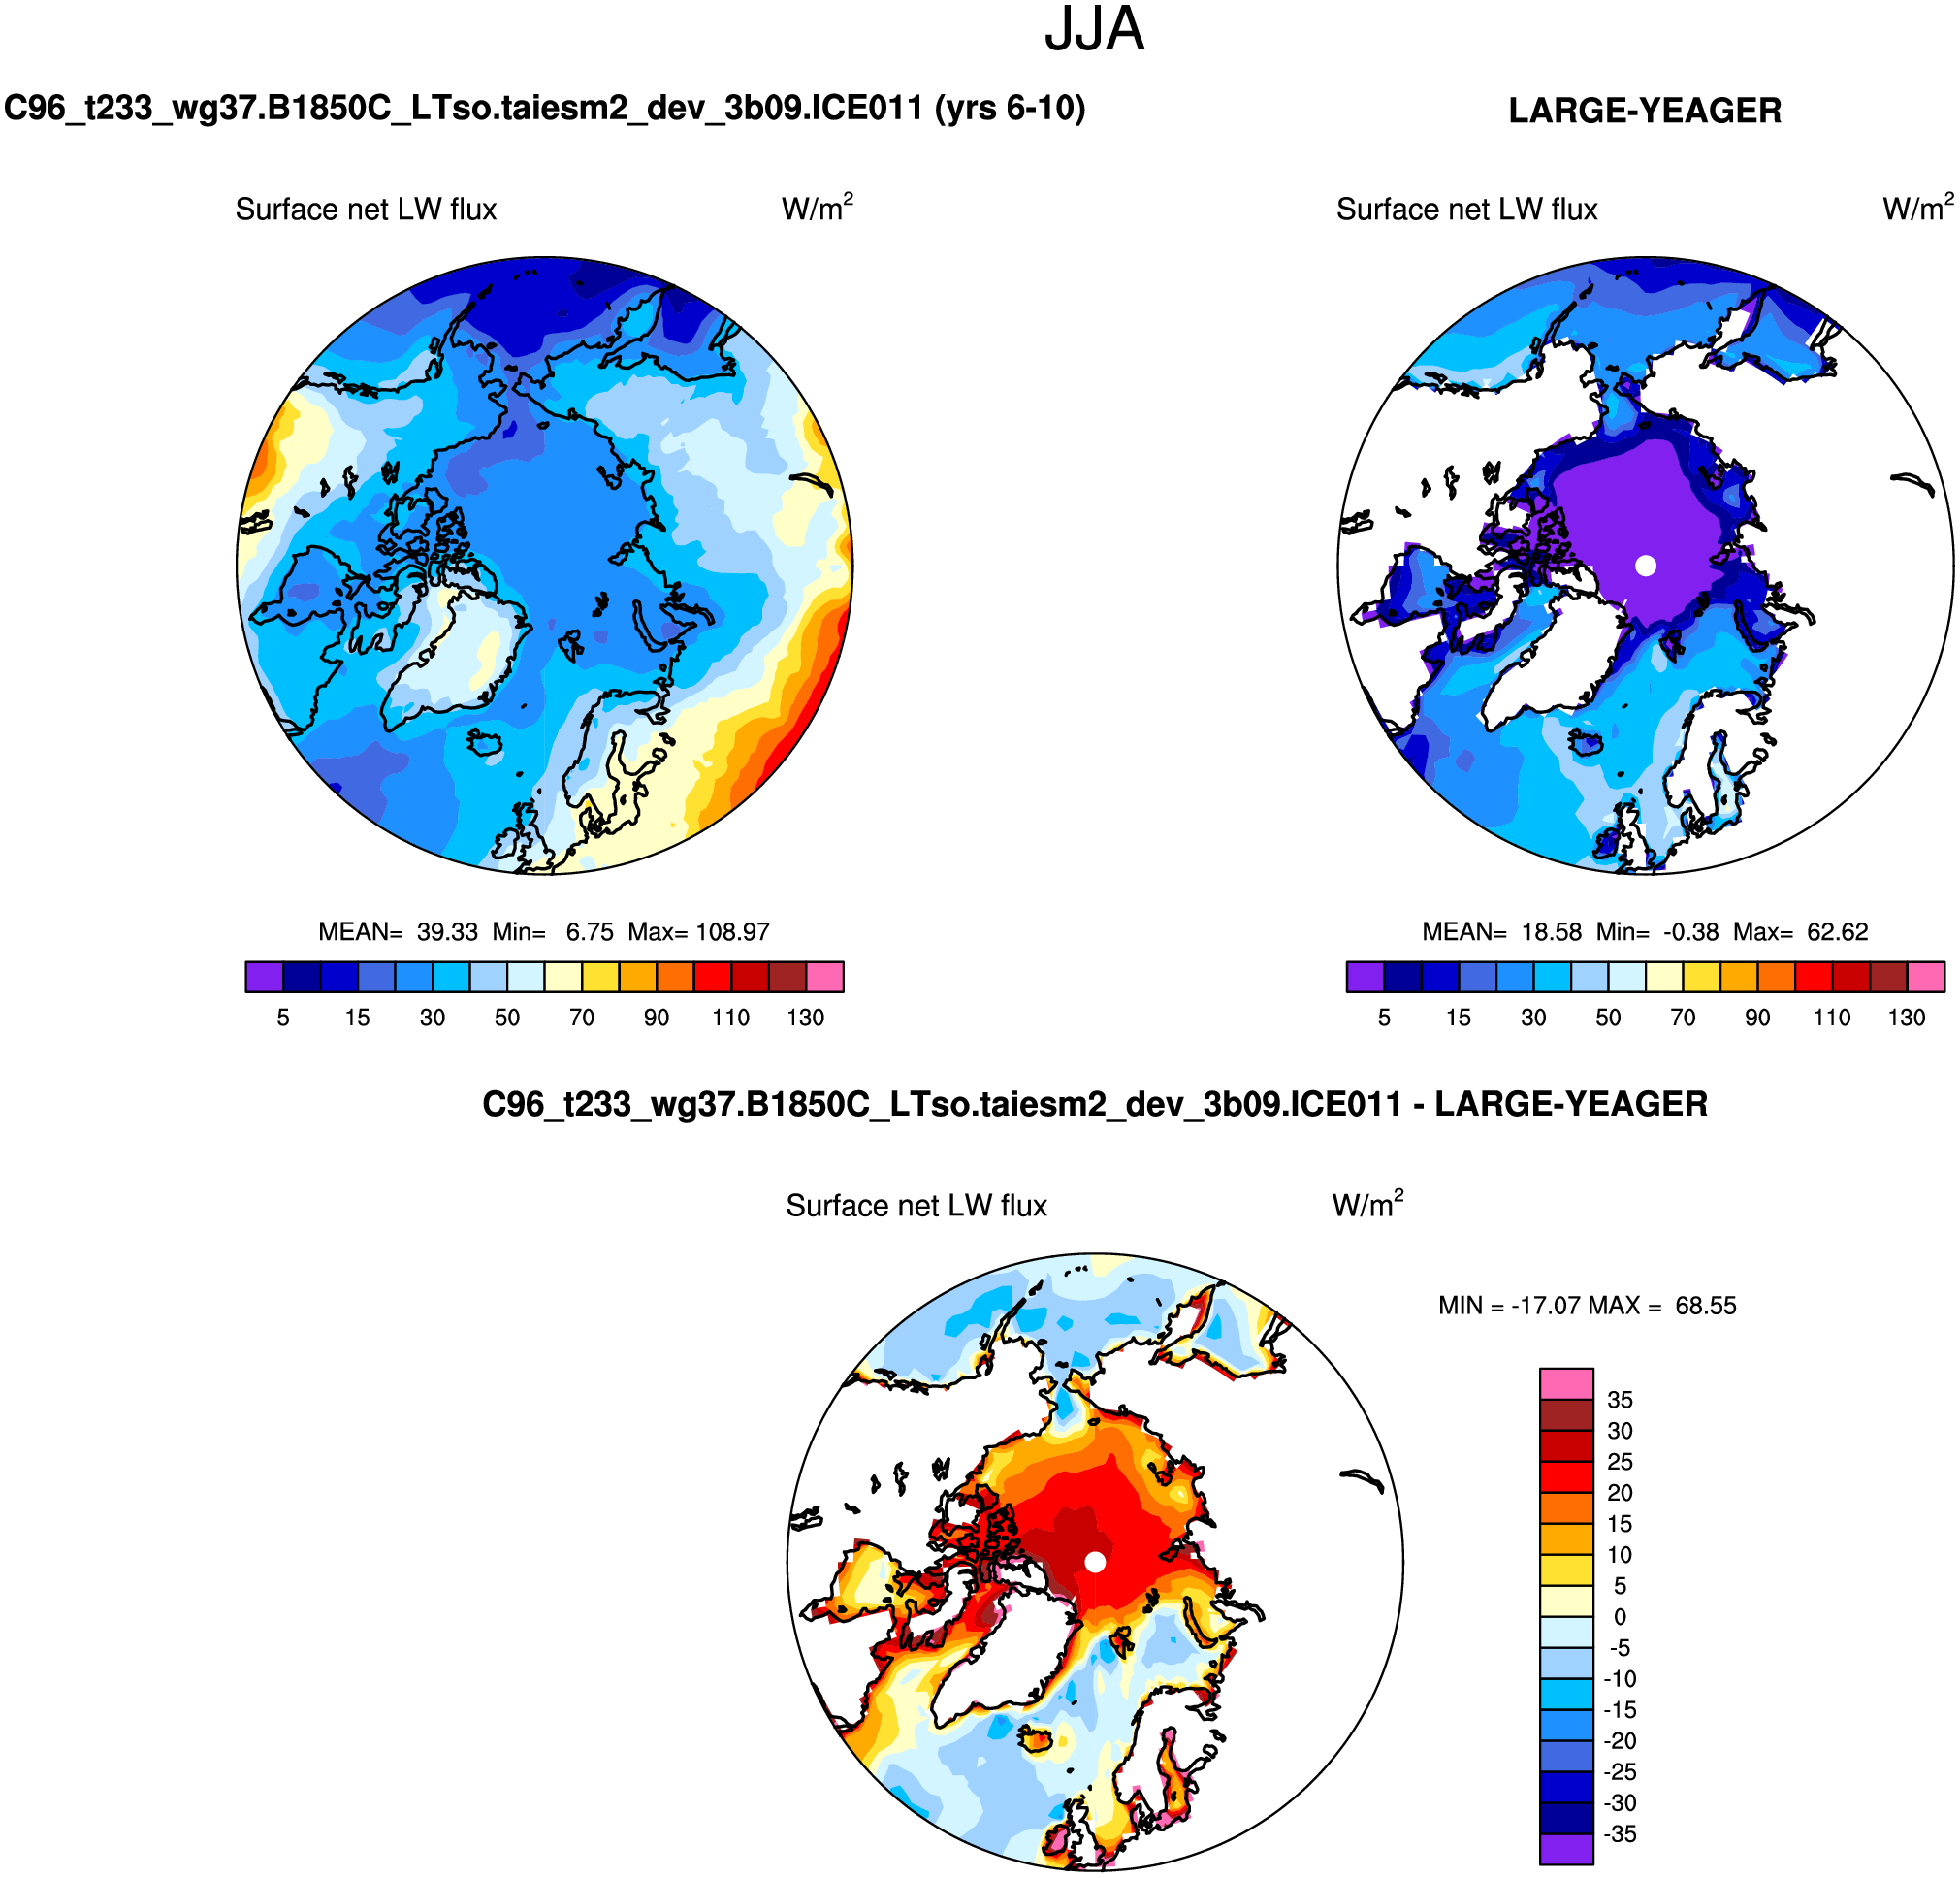 JJA
C96_t233_wg37.B1850C_LTso.taiesm2_dev_3b09.ICE011 (yrs 6-10)
LARGE-YEAGER
Surface net LW flux W/m²
Surface net LW flux W/m²
MEAN= 39.33 Min= 6.75 Max= 108.97
MEAN= 18.58 Min= -0.38 Max= 62.62
5 15 30 50 70 90 110 130
5 15 30 50 70 90 110 130
C96_t233_wg37.B1850C_LTso.taiesm2_dev_3b09.ICE011 - LARGE-YEAGER
Surface net LW flux W/m²
MIN = -17.07 MAX = 68.55
35
30
25
20
15
10
5
0
-5
-10
-15
-20
-25
-30
-35